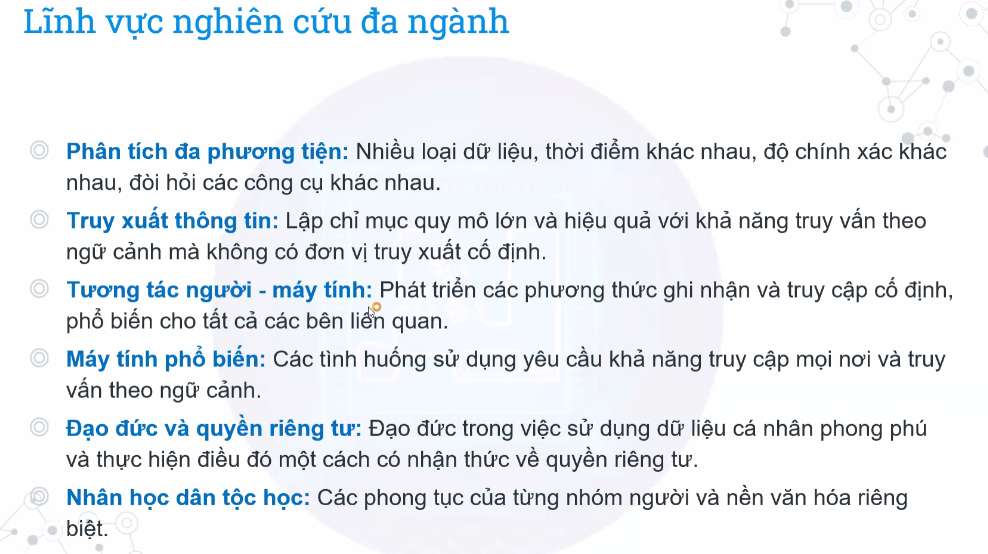 Lĩnh vực nghiên cứu đa ngành
Phân tích đa phương tiện: Nhiều loại dữ liệu, thời điểm khác nhau, độ chính xác khác
nhau, đòi hỏi các công cụ khác nhau.
Truy xuất thông tin: Lập chỉ mục quy mô lớn và hiệu quả với khả năng truy vấn theo
ngữ cảnh mà không có đơn vị truy xuất cố định.
Tương tác người - máy tính: Phát triển các phương thức ghi nhận và truy cập cố định,
phổ biến cho tất cả các bên liên quan.
Máy tính phổ biến: Các tình huống sử dụng yêu cầu khả năng truy cập mọi nơi và truy
vấn theo ngữ cảnh.
Đạo đức và quyền riêng tư: Đạo đức trong việc sử dụng dữ liệu cá nhân phong phú
và thực hiện điều đó một cách có nhận thức về quyền riêng tư.
Nhân học dân tộc học: Các phong tục của từng nhóm người và nền văn hóa riêng
biệt.